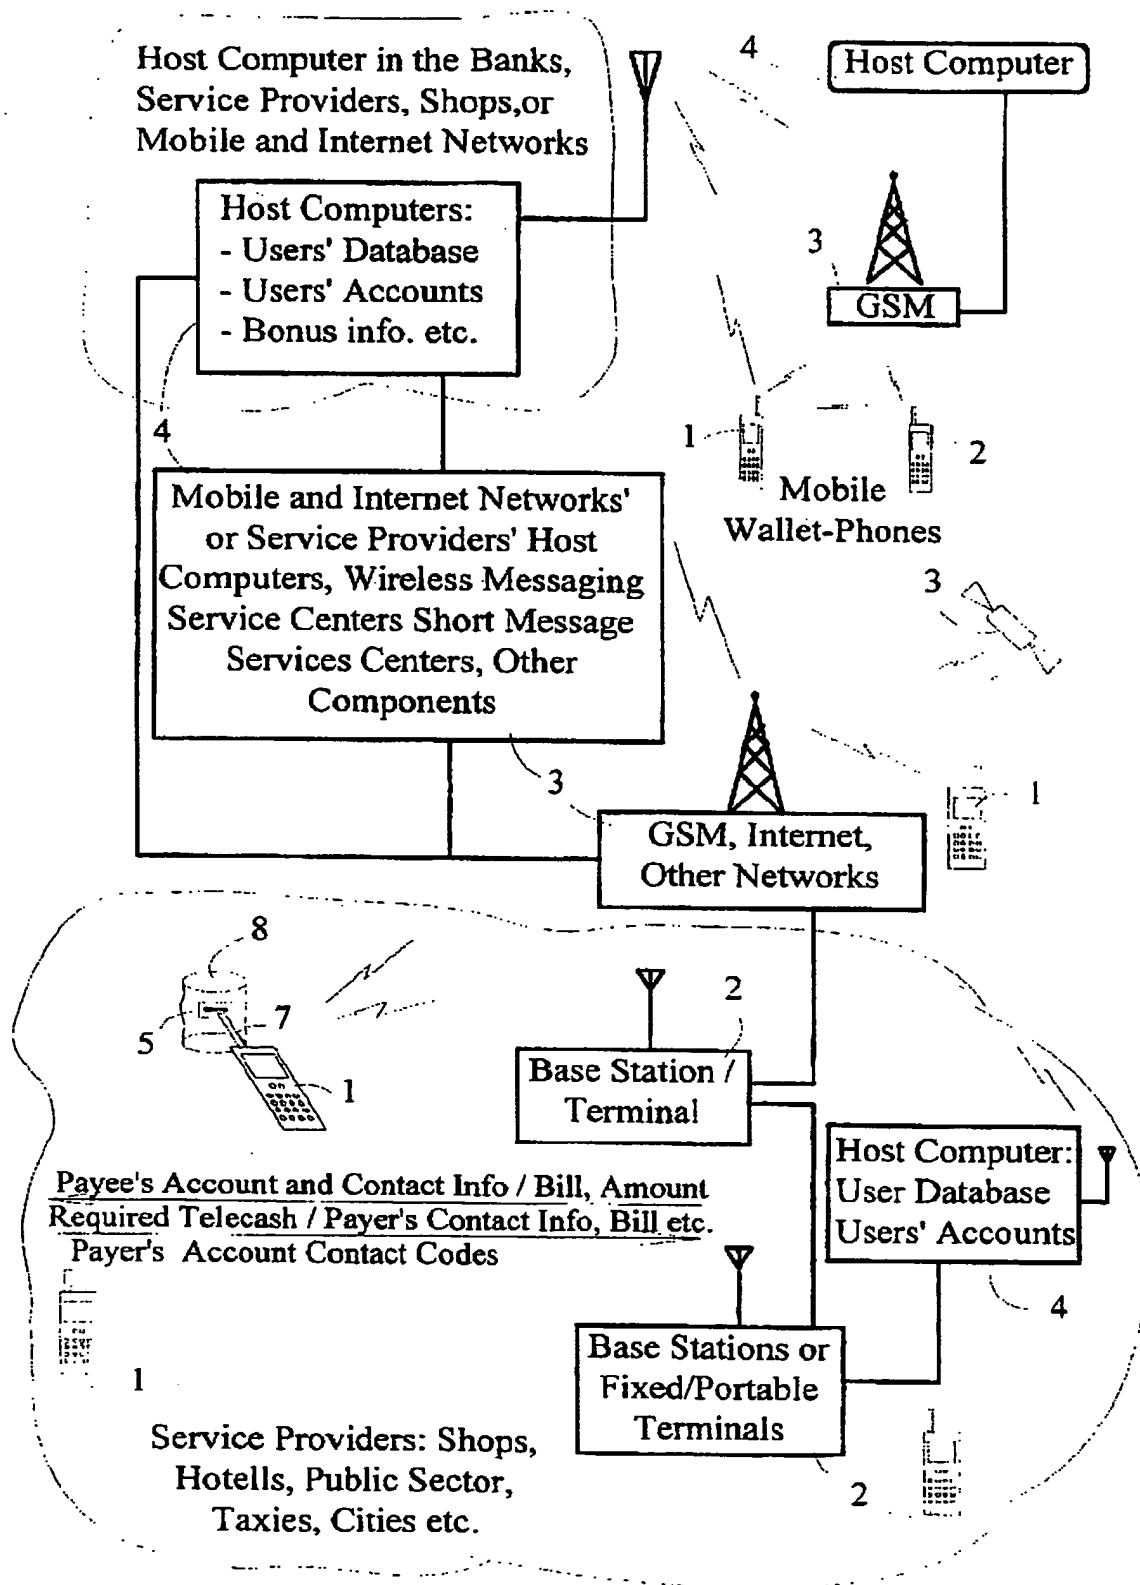 Host Computer in the Banks,
Service Providers, Shops,or
Mobile and Internet Networks
4
Host Computer
Host Computers:
- Users' Database
- Users' Accounts
- Bonus info. etc.
3
GSM
4
1
2
Mobile
Wallet-Phones
Mobile and Internet Networks'
or Service Providers' Host
Computers, Wireless Messaging
Service Centers Short Message
Services Centers, Other
Components
3
3
1
GSM, Internet,
Other Networks
8
5
7
1
2
Base Station /
Terminal
Host Computer:
User Database
Users' Accounts
4
Payee's Account and Contact Info / Bill, Amount
Required Telecash / Payer's Contact Info, Bill etc.
Payer's Account Contact Codes
1
Base Stations or
Fixed/Portable
Terminals
2
Service Providers: Shops,
Hotells, Public Sector,
Taxies, Cities etc.